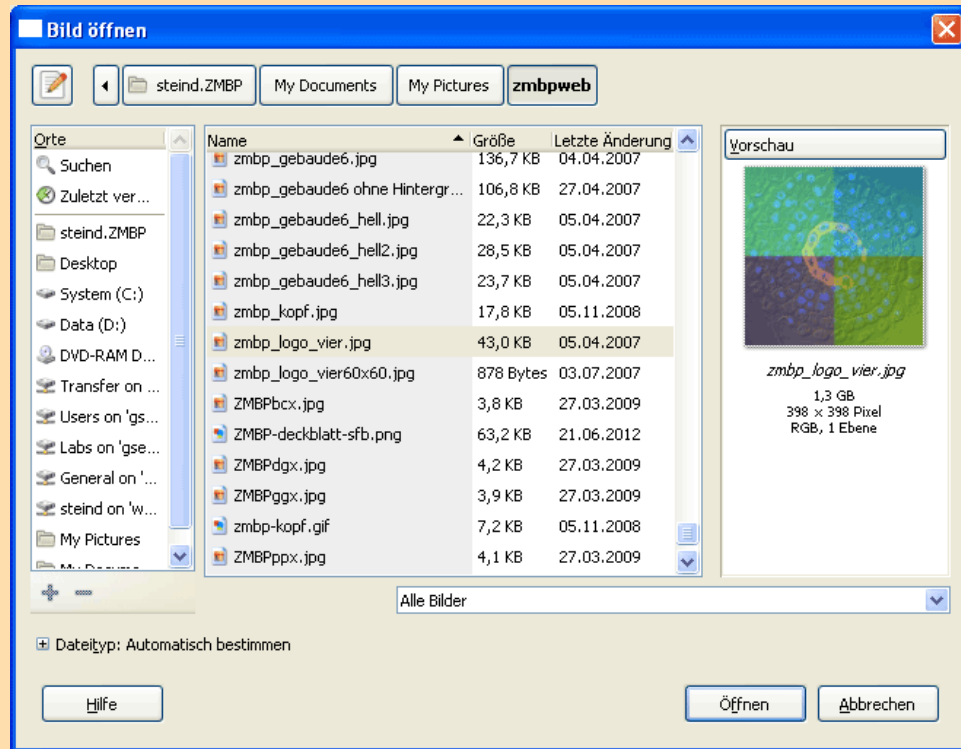 Bild öffnen
steind.ZMBP My Documents My Pictures zmbpweb
Orte
Suchen
Zuletzt ver...
steind.ZMBP
Desktop
System (C:)
Data (D:)
DVD-RAM D...
Transfer on ...
Users on 'gs...
Labs on 'gse...
General on '...
steind on 'w...
My Pictures
Name Größe Letzte Änderung
zmbp_gebaude6.jpg 136,7 KB 04.04.2007
zmbp_gebaude6 ohne Hintergr... 106,8 KB 27.04.2007
zmbp_gebaude6_hell.jpg 22,3 KB 05.04.2007
zmbp_gebaude6_hell2.jpg 28,5 KB 05.04.2007
zmbp_gebaude6_hell3.jpg 23,7 KB 05.04.2007
zmbp_kopf.jpg 17,8 KB 05.11.2008
zmbp_logo_vier.jpg 43,0 KB 05.04.2007
zmbp_logo_vier60x60.jpg 878 Bytes 03.07.2007
ZMBPbcx.jpg 3,8 KB 27.03.2009
ZMBP-deckblatt-sfb.png 63,2 KB 21.06.2012
ZMBPdgx.jpg 4,2 KB 27.03.2009
ZMBPggx.jpg 3,9 KB 27.03.2009
zmbp-kopf.gif 7,2 KB 05.11.2008
ZMBPppx.jpg 4,1 KB 27.03.2009
Vorschau
zmbp_logo_vier.jpg
1,3 GB
398 × 398 Pixel
RGB, 1 Ebene
Alle Bilder
Dateityp: Automatisch bestimmen
Hilfe Öffnen Abbrechen